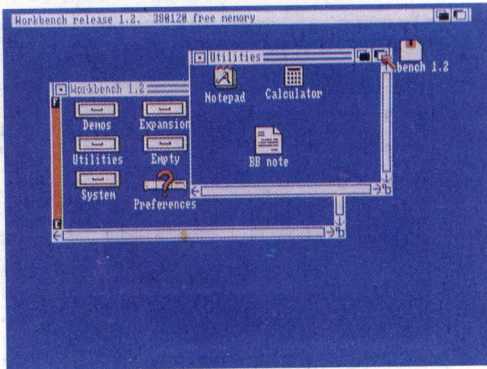 Workbench release 1.2. 380120 free memory
Utilities
bench 1.2
Notepad
Calculator
BB note
Workbench 1.2
F
Demos
Expansion
Utilities
Empty
System
Preferences
E